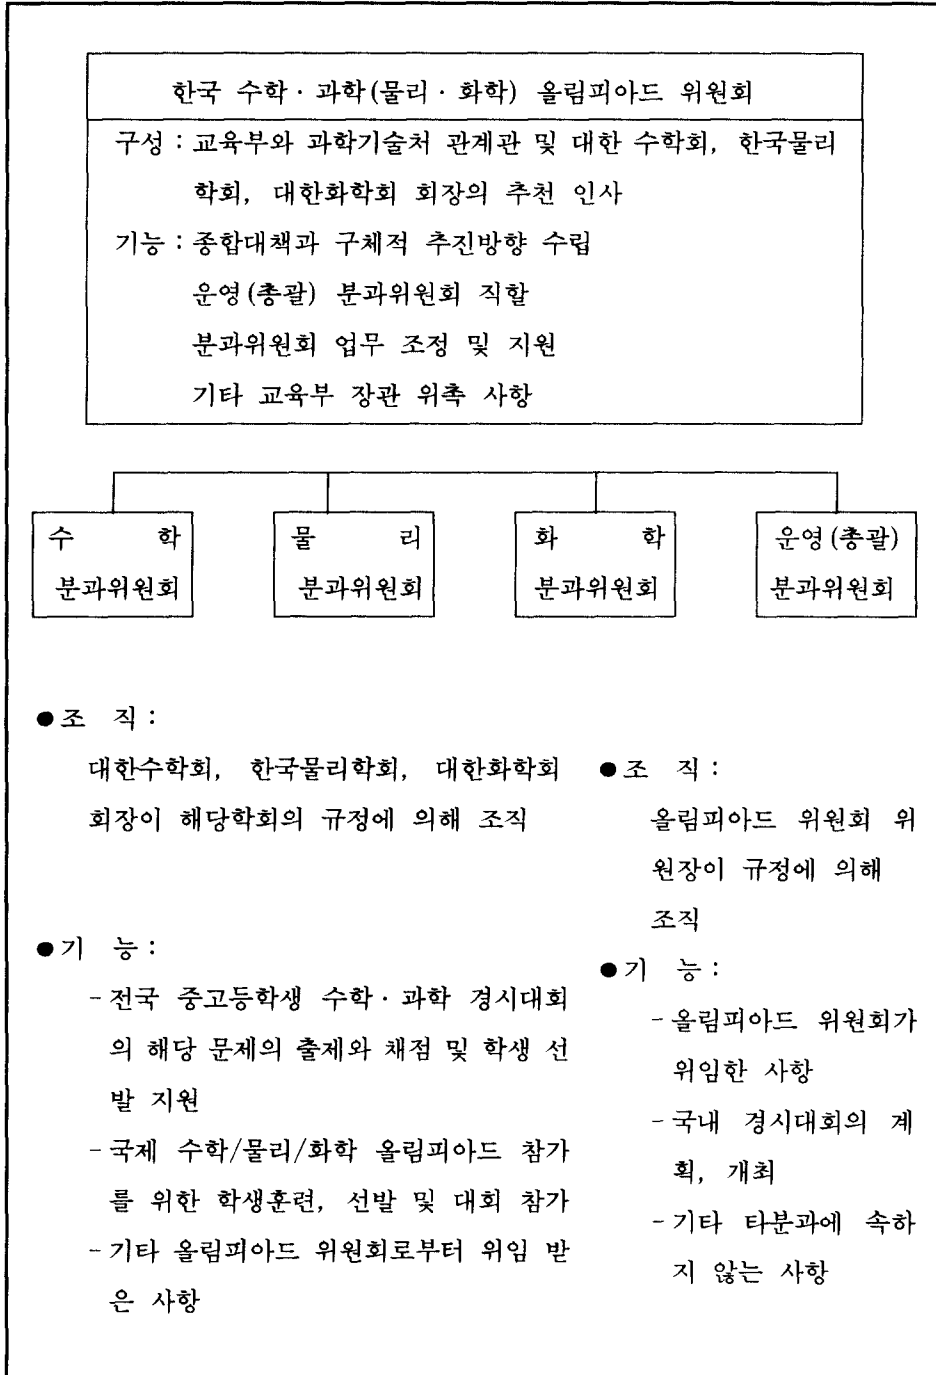 한국 수학·과학(물리·화학) 올림피아드 위원회
구성 : 교육부와 과학기술처 관계관 및 대한 수학회, 한국물리
학회, 대한화학회 회장의 추천 인사
기능 : 종합대책과 구체적 추진방향 수립
운영(총괄) 분과위원회 직할
분과위원회 업무 조정 및 지원
기타 교육부 장관 위촉 사항
수 학
분과위원회
물 리
분과위원회
화 학
분과위원회
운영(총괄)
분과위원회
●조 직 :
대한수학회, 한국물리학회, 대한화학회
회장이 해당학회의 규정에 의해 조직
●기 능 :
- 전국 중고등학생 수학·과학 경시대회
의 해당 문제의 출제와 채점 및 학생 선
발 지원
- 국제 수학/물리/화학 올림피아드 참가
를 위한 학생훈련, 선발 및 대회 참가
- 기타 올림피아드 위원회로부터 위임 받
은 사항
●조 직 :
올림피아드 위원회 위
원장이 규정에 의해
조직
●기 능 :
- 올림피아드 위원회가
위임한 사항
- 국내 경시대회의 계
획, 개최
- 기타 타분과에 속하
지 않는 사항